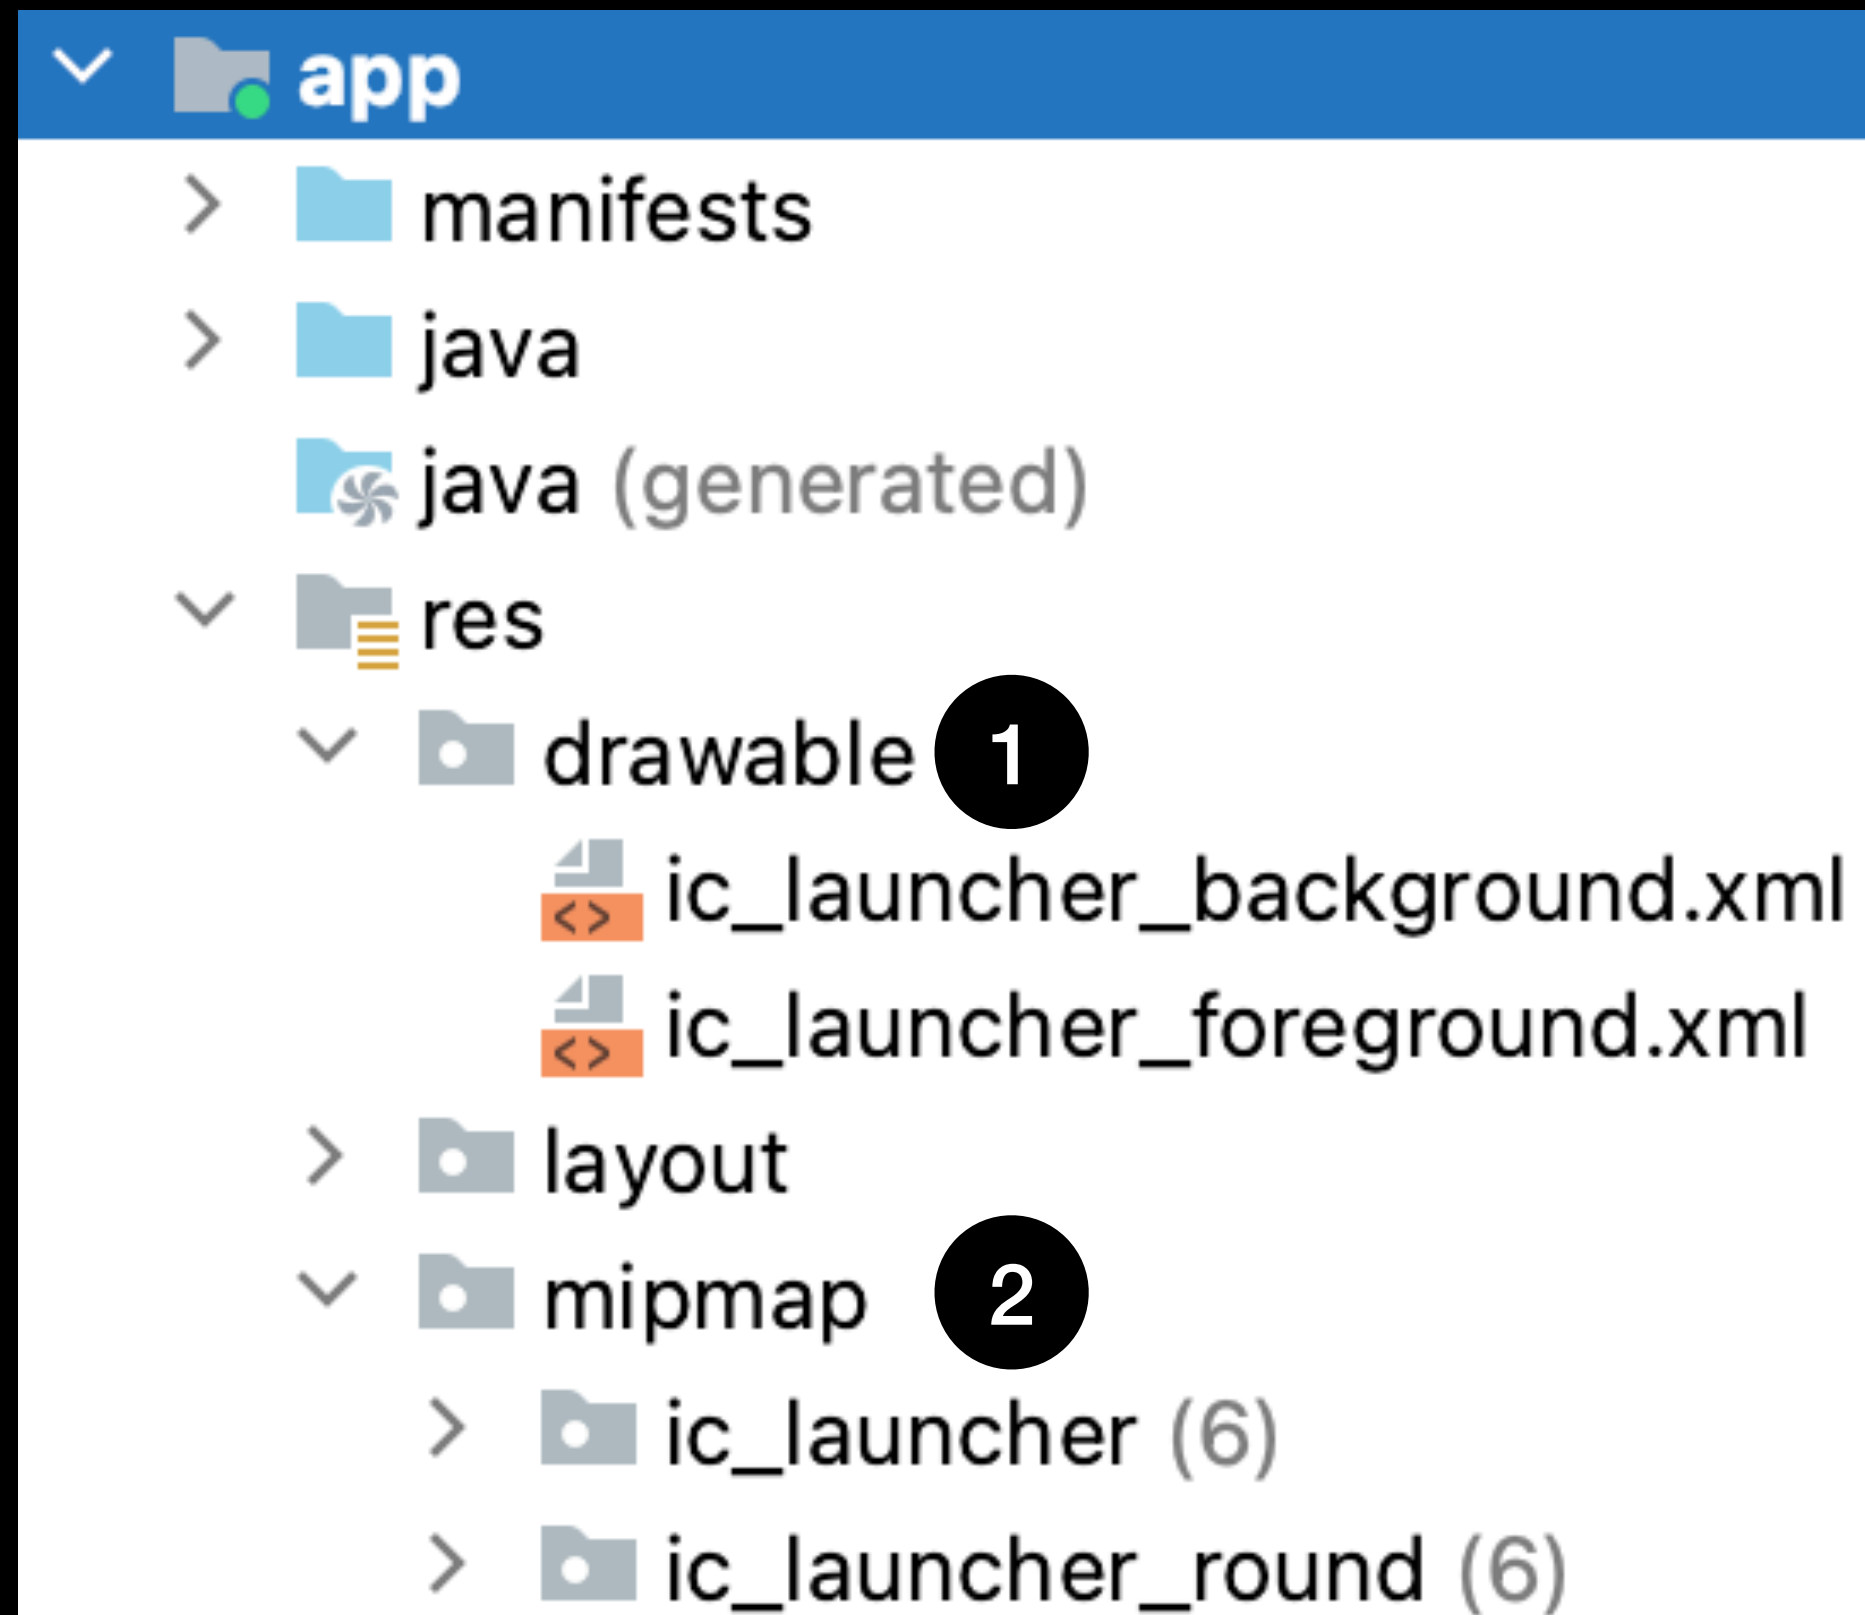 app
manifests
java
java (generated)
res
drawable 1
ic_launcher_background.xml
ic_launcher_foreground.xml
layout
mipmap 2
ic_launcher (6)
ic_launcher_round (6)